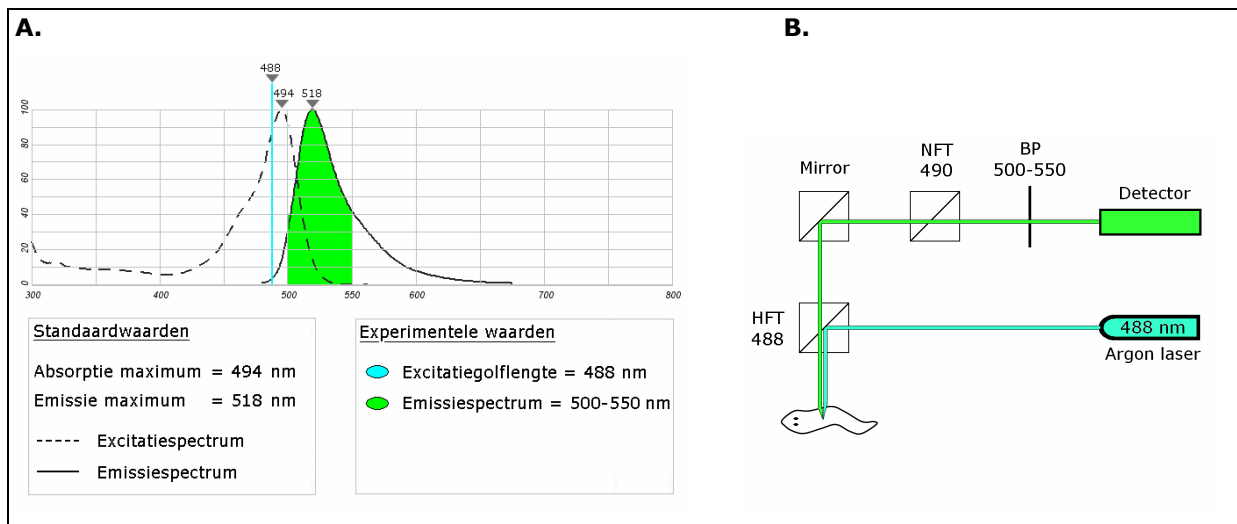 A.
488
494 518
100
80
60
40
20
0
300 400 500 550 600 700 800
Standaardwaarden
Absorptie maximum = 494 nm
Emissie maximum = 518 nm
Excitatiespectrum
Emissiespectrum
Experimentele waarden
Excitatiegolflengte = 488 nm
Emissiespectrum = 500-550 nm
B.
Mirror
NFT
490
BP
500-550
Detector
HFT
488
488 nm
Argon laser